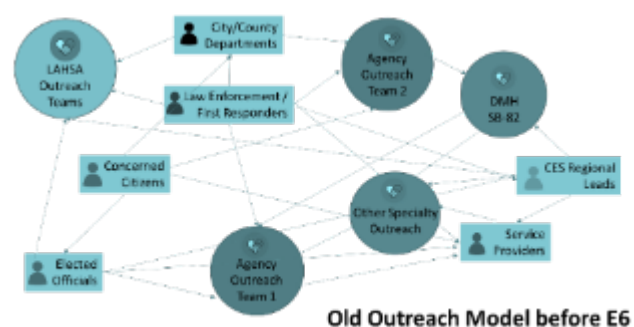 City/County
Departments
LAHSA
Outreach
Teams
Agency
Outreach
Team 2
Law Enforcement /
First Responders
DMH
SB-82
Concerned
Citizens
CES Regional
Leads
Other Specialty
Outreach
Service
Providers
Elected
Officials
Agency
Outreach
Team 1
Old Outreach Model before E6